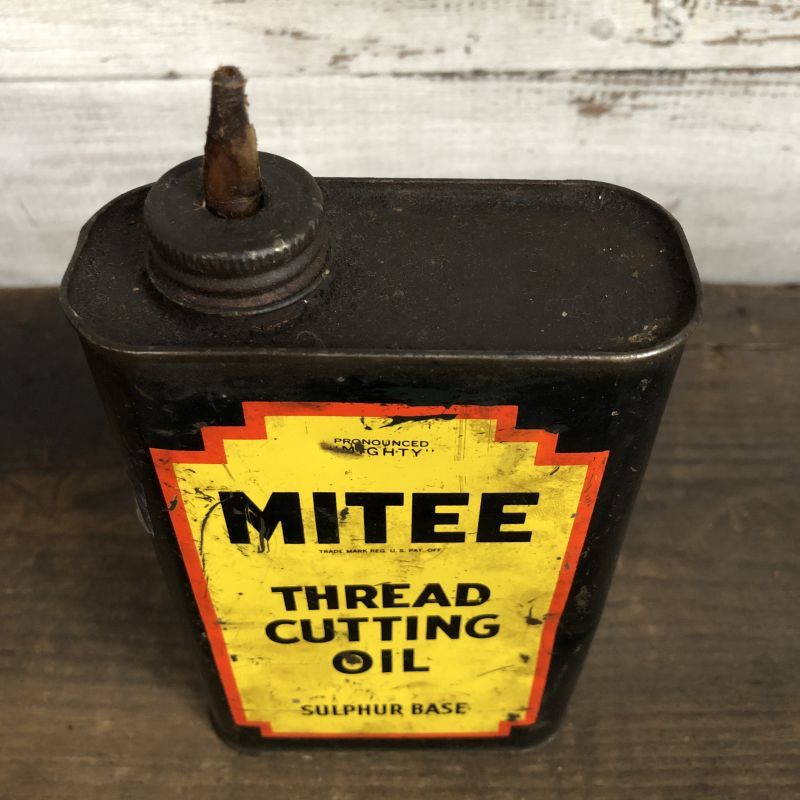 PRONOUNCED
"MIGHTY"
MITEE
TRADE MARK REG. U.S. PAT. OFF.
THREAD
CUTTING
OIL
SULPHUR BASE